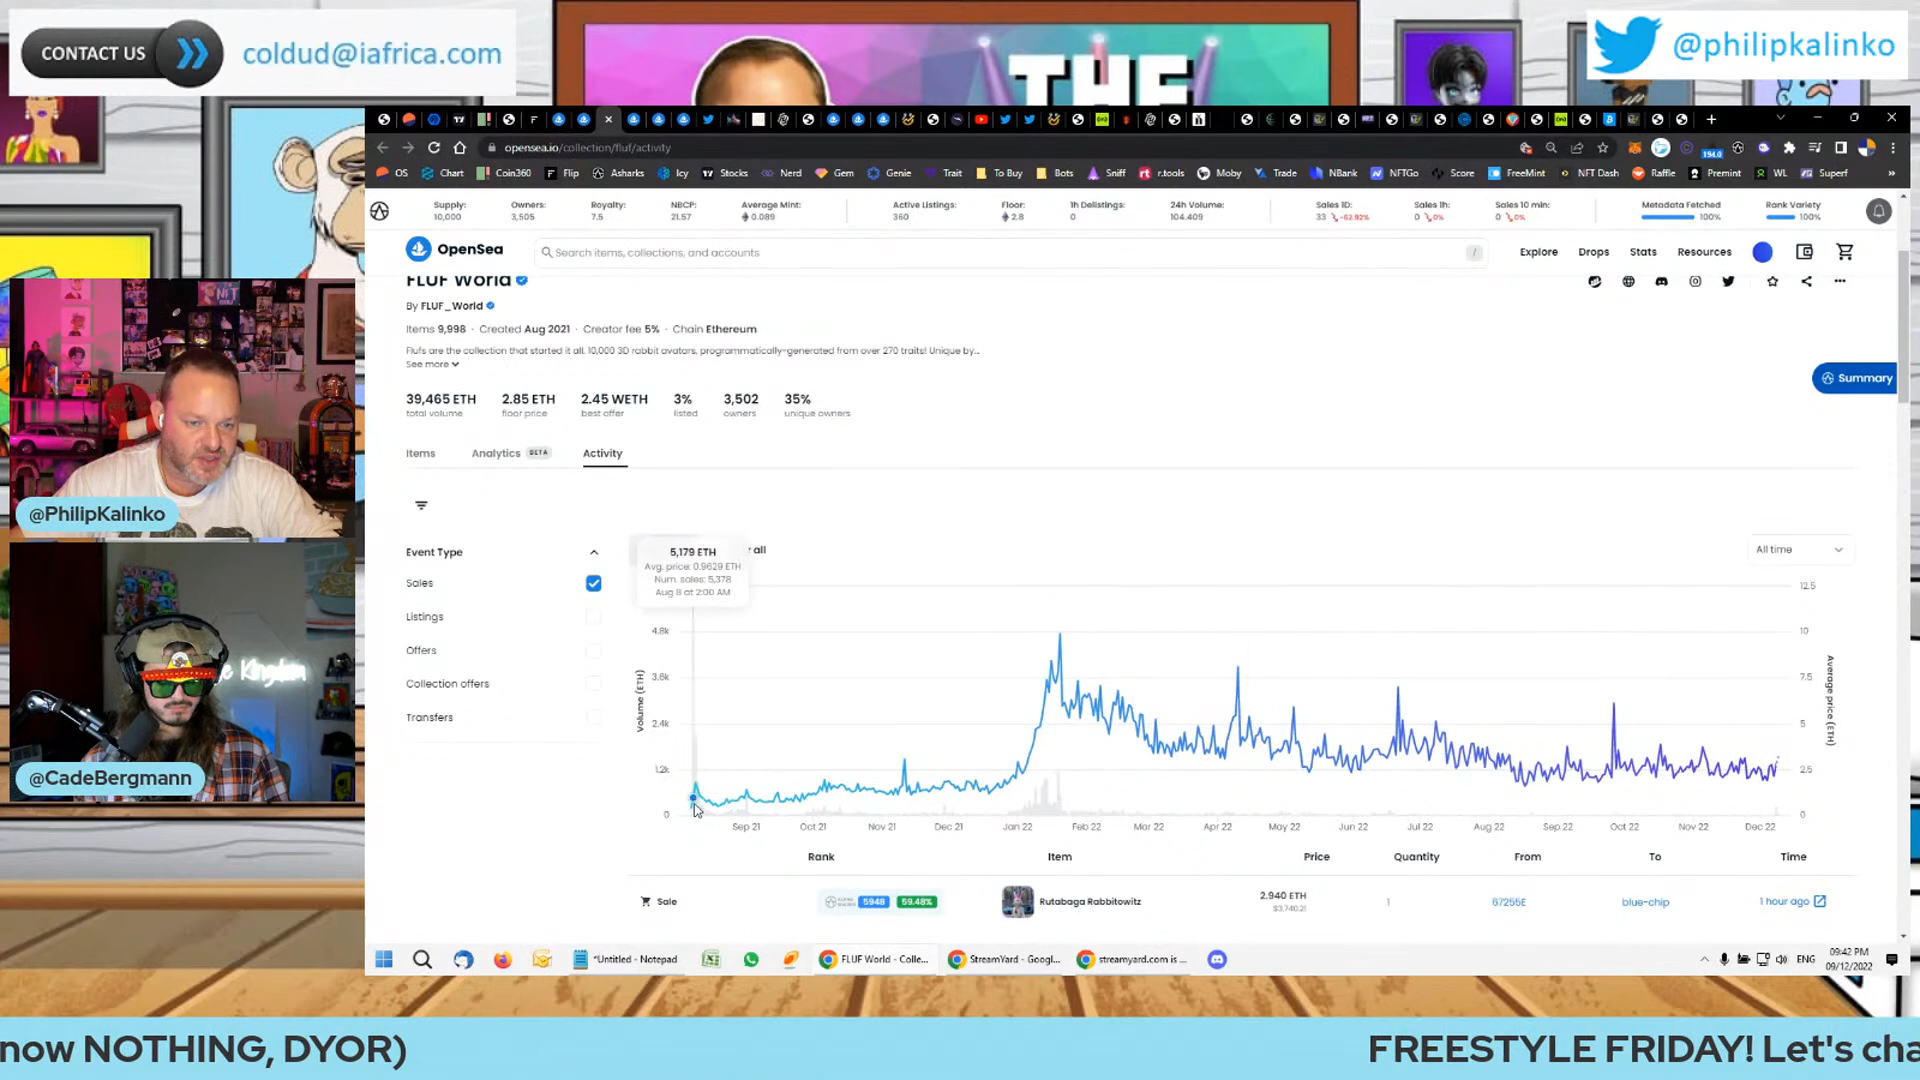 CONTACT US
coldud@iafrica.com
THE
@philipkalinko
opensea.io/collection/fluf/activity
194.0
OS
Chart
Coin360
Flip
Asharks
Icy
Stocks
Nerd
Gem
Genie
Trait
To Buy
Bots
Sniff
r.tools
Moby
Trade
NBank
NFTGo
Score
FreeMint
NFT Dash
Raffle
Premint
WL
Superf
»
Supply:
10,000
Owners:
3,505
Royalty:
7.5
NBCP:
21.57
Average Mint:
0.089
Active Listings:
360
Floor:
2.8
1h Delistings:
0
24h Volume:
104.409
Sales 1D:
33 -62.92%
Sales 1h:
0 0%
Sales 10 min:
0 0%
Metadata Fetched
100%
Rank Variety
100%
OpenSea
Search items, collections, and accounts
/
Explore
Drops
Stats
Resources
FLUF World
By FLUF_World
Items 9,998 · Created Aug 2021 · Creator fee 5% · Chain Ethereum
Flufs are the collection that started it all. 10,000 3D rabbit avatars, programmatically-generated from over 270 traits! Unique by...
See more
Summary
39,465 ETH
total volume
2.85 ETH
floor price
2.45 WETH
best offer
3%
listed
3,502
owners
35%
unique owners
Items
Analytics BETA
Activity
Event Type
Sales
Listings
Offers
Collection offers
Transfers
5,179 ETH
Avg. price: 0.9629 ETH
Num. sales: 5,378
Aug 8 at 2:00 AM
all
All time
Volume (ETH)
4.8k
3.6k
2.4k
1.2k
0
12.5
10
7.5
5
2.5
0
Average price (ETH)
Sep 21
Oct 21
Nov 21
Dec 21
Jan 22
Feb 22
Mar 22
Apr 22
May 22
Jun 22
Jul 22
Aug 22
Sep 22
Oct 22
Nov 22
Dec 22
Rank
Item
Price
Quantity
From
To
Time
Sale
5948
59.48%
Rutabaga Rabbitowitz
2.940 ETH
$3,740.21
1
67255E
blue-chip
1 hour ago
*Untitled - Notepad
FLUF World - Colle...
StreamYard - Googl...
streamyard.com is ...
ENG
09:42 PM
09/12/2022
@PhilipKalinko
@CadeBergmann
now NOTHING, DYOR)
FREESTYLE FRIDAY! Let's cha